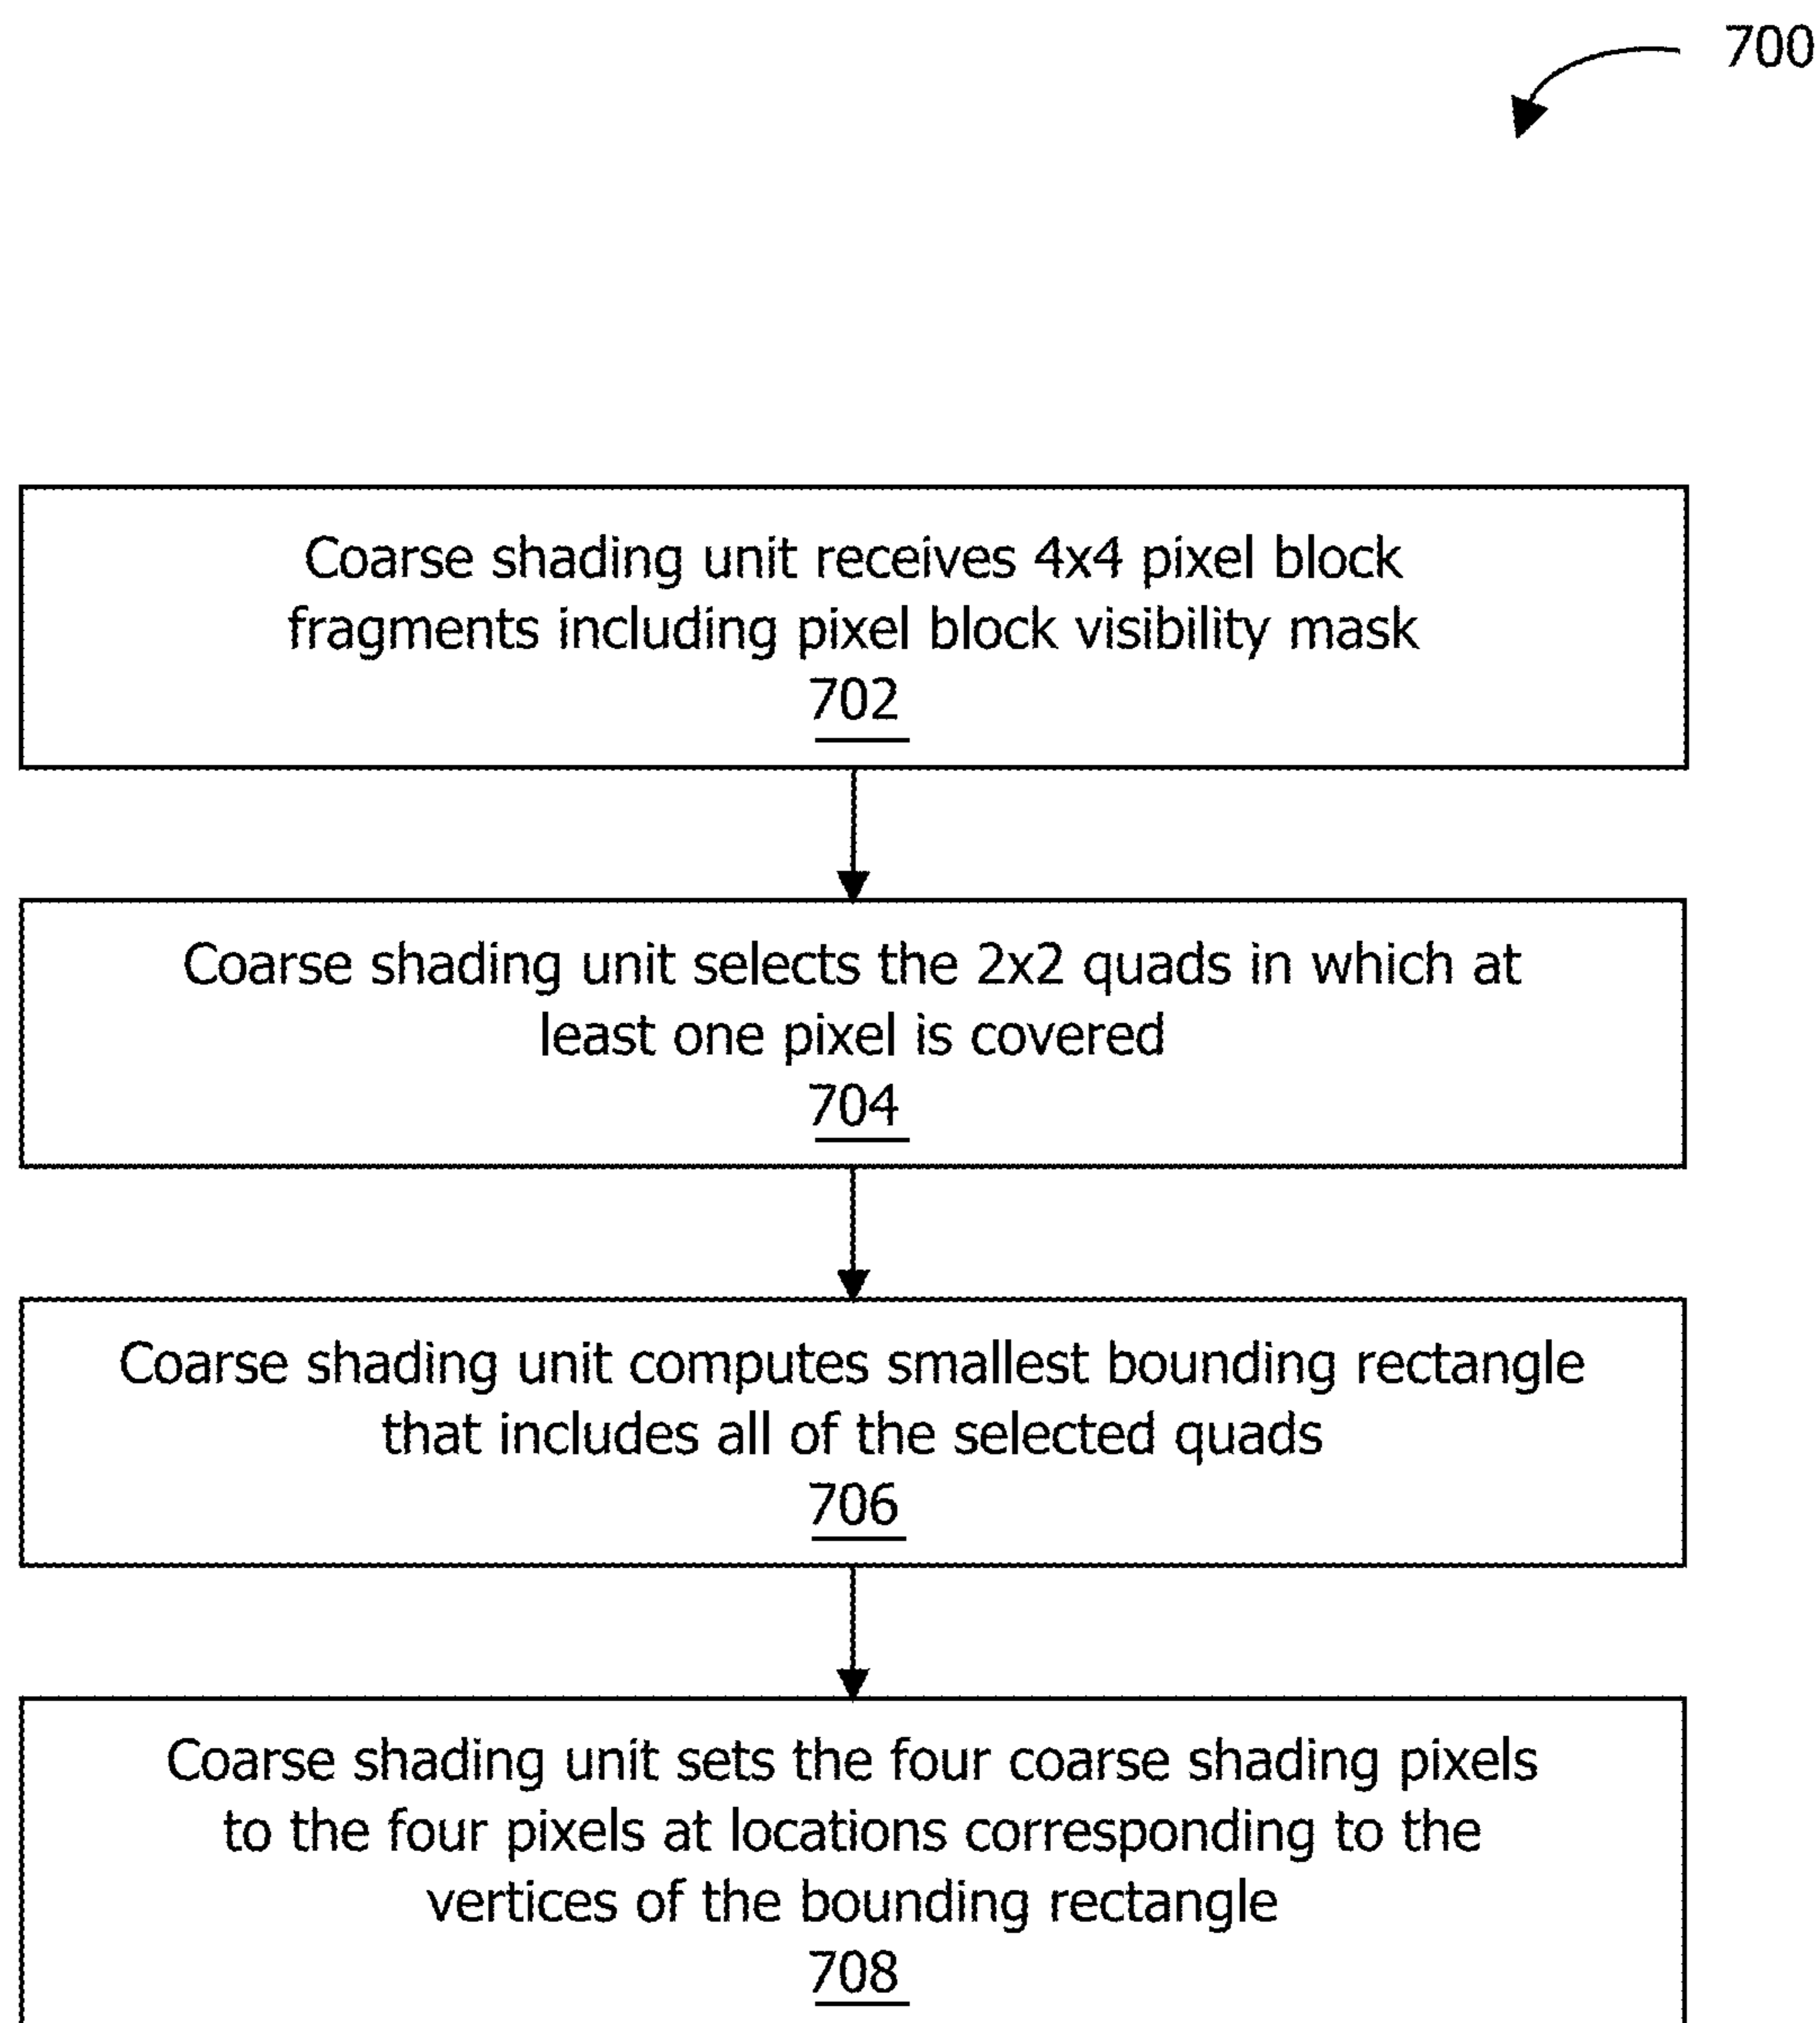 700
Coarse shading unit receives 4x4 pixel block
fragments including pixel block visibility mask
702
Coarse shading unit selects the 2x2 quads in which at
least one pixel is covered
704
Coarse shading unit computes smallest bounding rectangle
that includes all of the selected quads
706
Coarse shading unit sets the four coarse shading pixels
to the four pixels at locations corresponding to the
vertices of the bounding rectangle
708